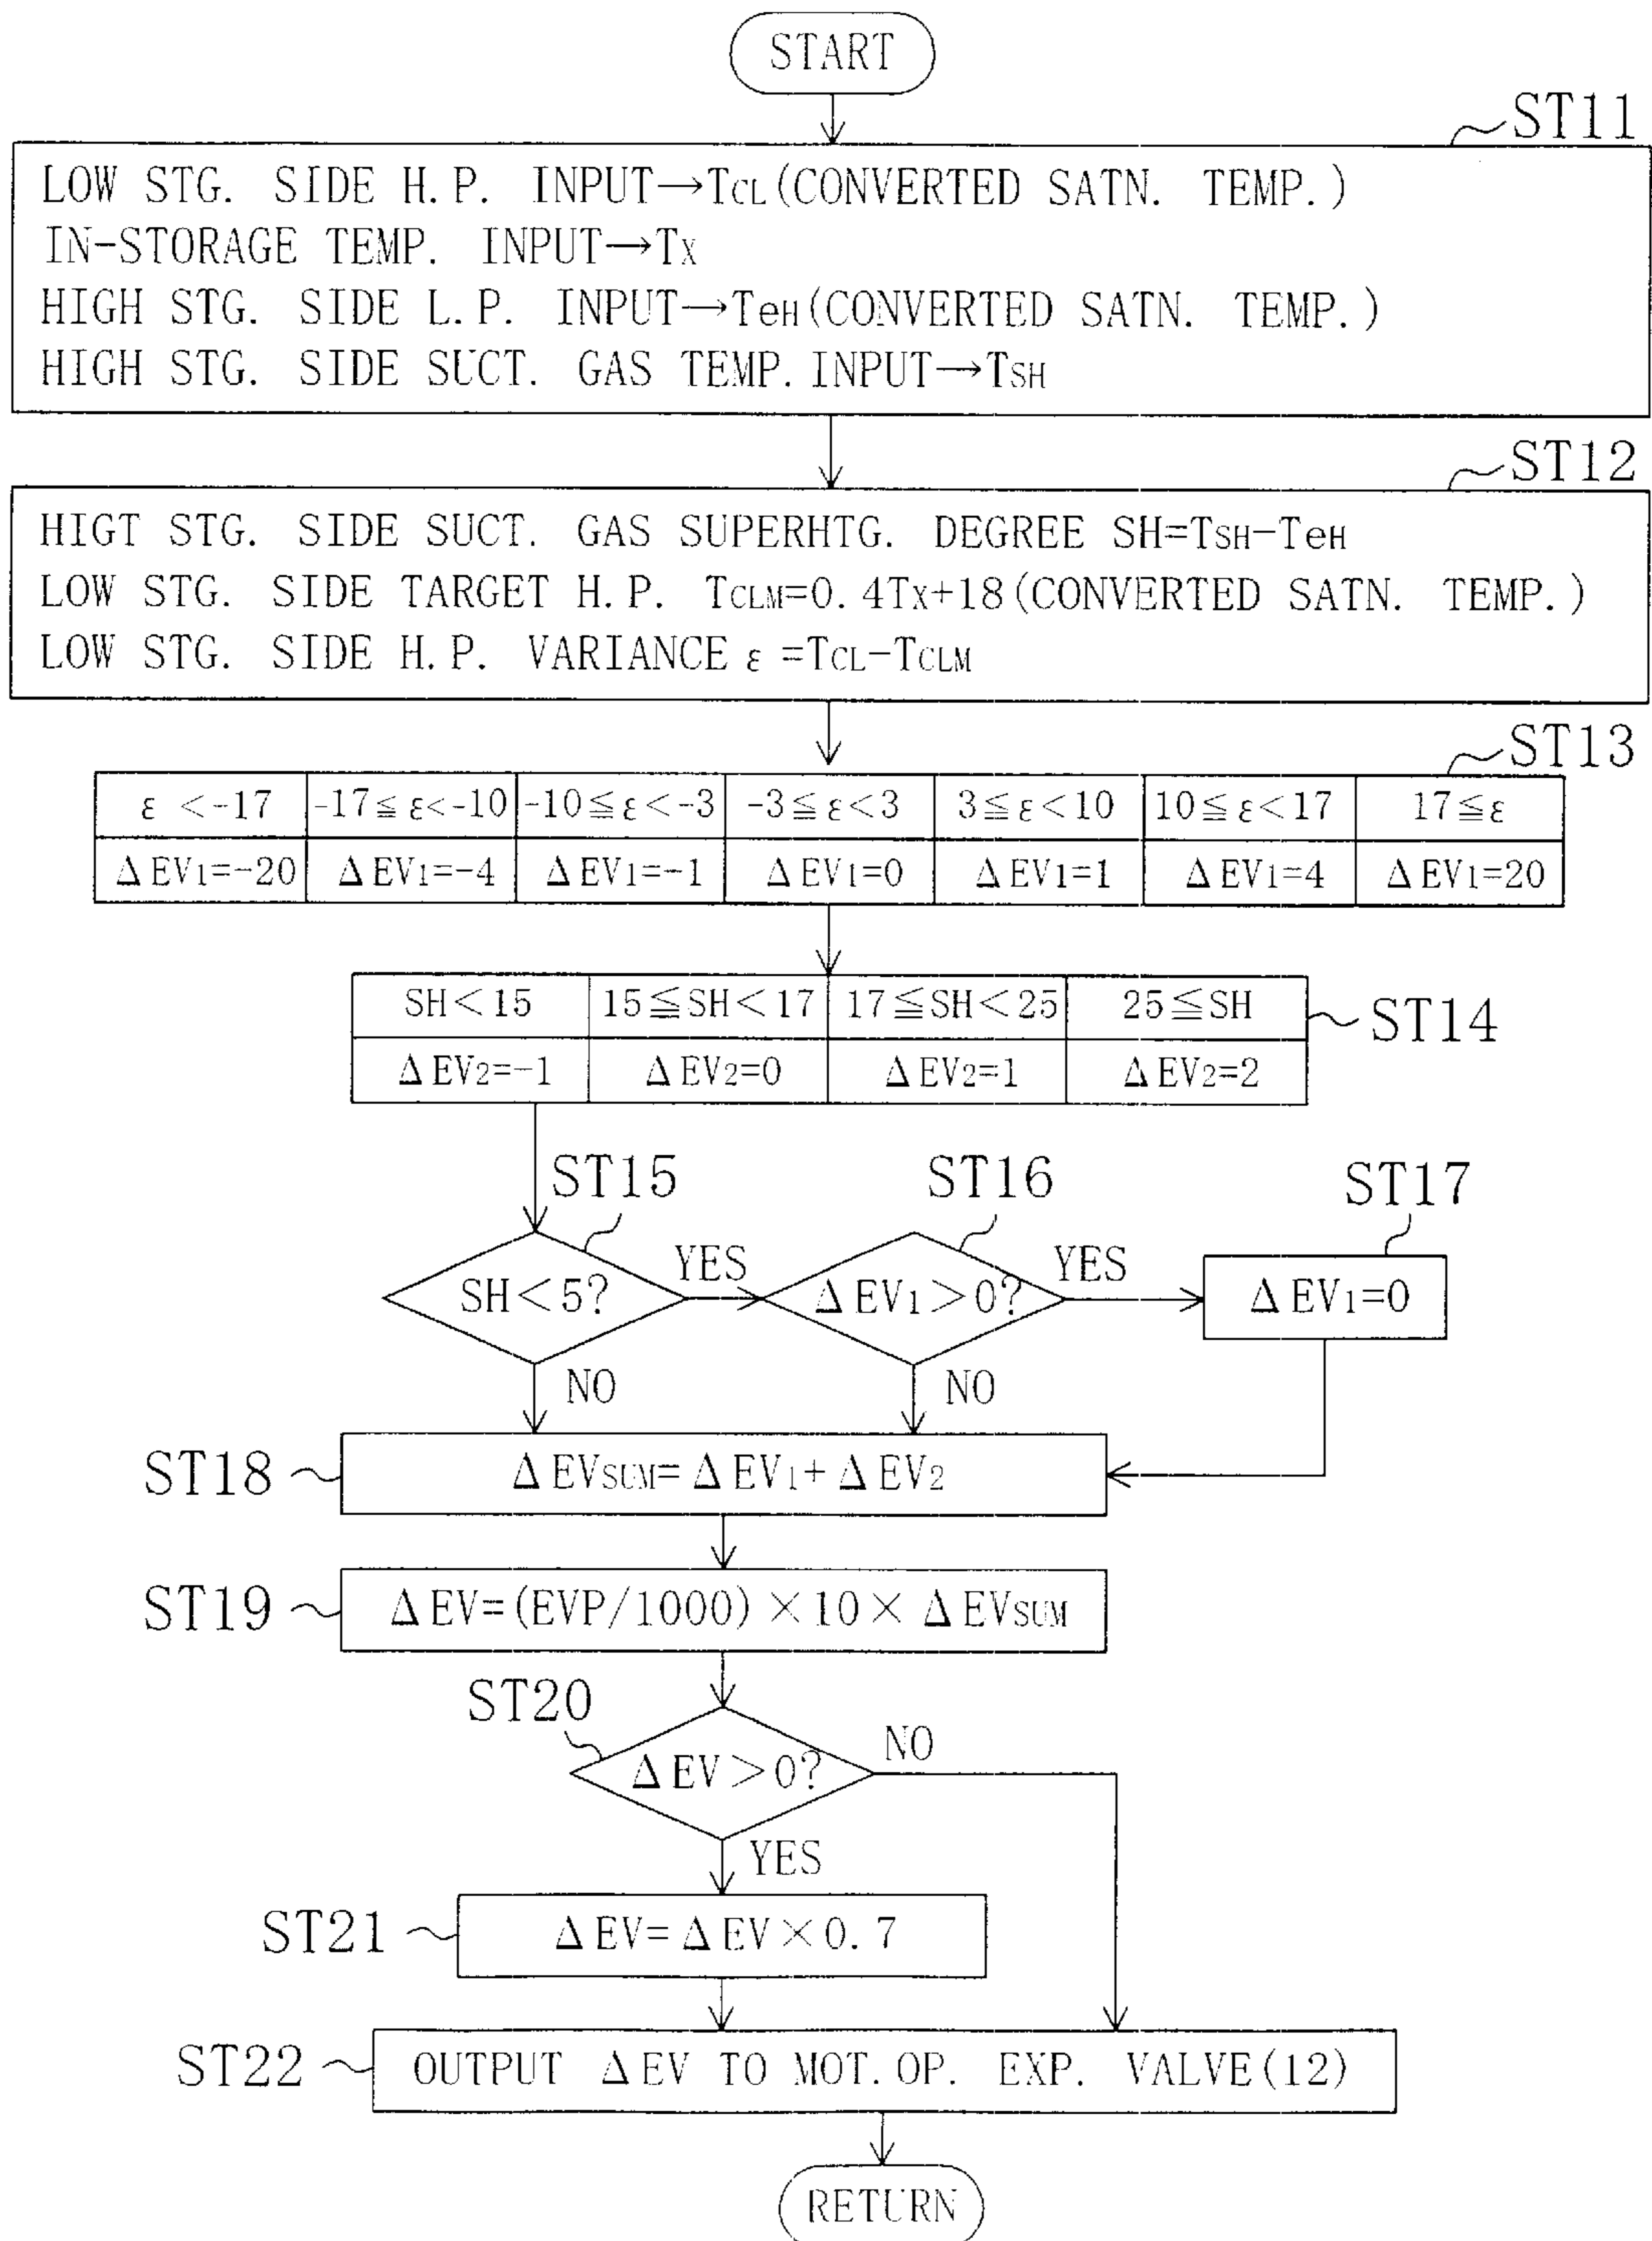 START
ST11
LOW STG. SIDE H.P. INPUT→TCL(CONVERTED SATN. TEMP.)
IN-STORAGE TEMP. INPUT→TX
HIGH STG. SIDE L.P. INPUT→TeH(CONVERTED SATN. TEMP.)
HIGH STG. SIDE SUCT. GAS TEMP. INPUT→TSH
ST12
HIGT STG. SIDE SUCT. GAS SUPERHTG. DEGREE SH=TSH-TeH
LOW STG. SIDE TARGET H.P. TCLM=0.4TX+18(CONVERTED SATN. TEMP.)
LOW STG. SIDE H.P. VARIANCE ε=TCL-TCLM
ST13
ε <-17 -17≦ε<-10 -10≦ε<-3 -3≦ε<3 3≦ε<10 10≦ε<17 17≦ε
ΔEV1=-20 ΔEV1=-4 ΔEV1=-1 ΔEV1=0 ΔEV1=1 ΔEV1=4 ΔEV1=20
SH<15 15≦SH<17 17≦SH<25 25≦SH
ST14
ΔEV2=-1 ΔEV2=0 ΔEV2=1 ΔEV2=2
ST15 ST16 ST17
SH<5? YES ΔEV1>0? YES ΔEV1=0
NO NO
ST18 ΔEVSUM=ΔEV1+ΔEV2
ST19 ΔEV=(EVP/1000)×10×ΔEVSUM
ST20
ΔEV>0? NO
YES
ST21 ΔEV=ΔEV×0.7
ST22 OUTPUT ΔEV TO MOT.OP. EXP. VALVE(12)
RETURN